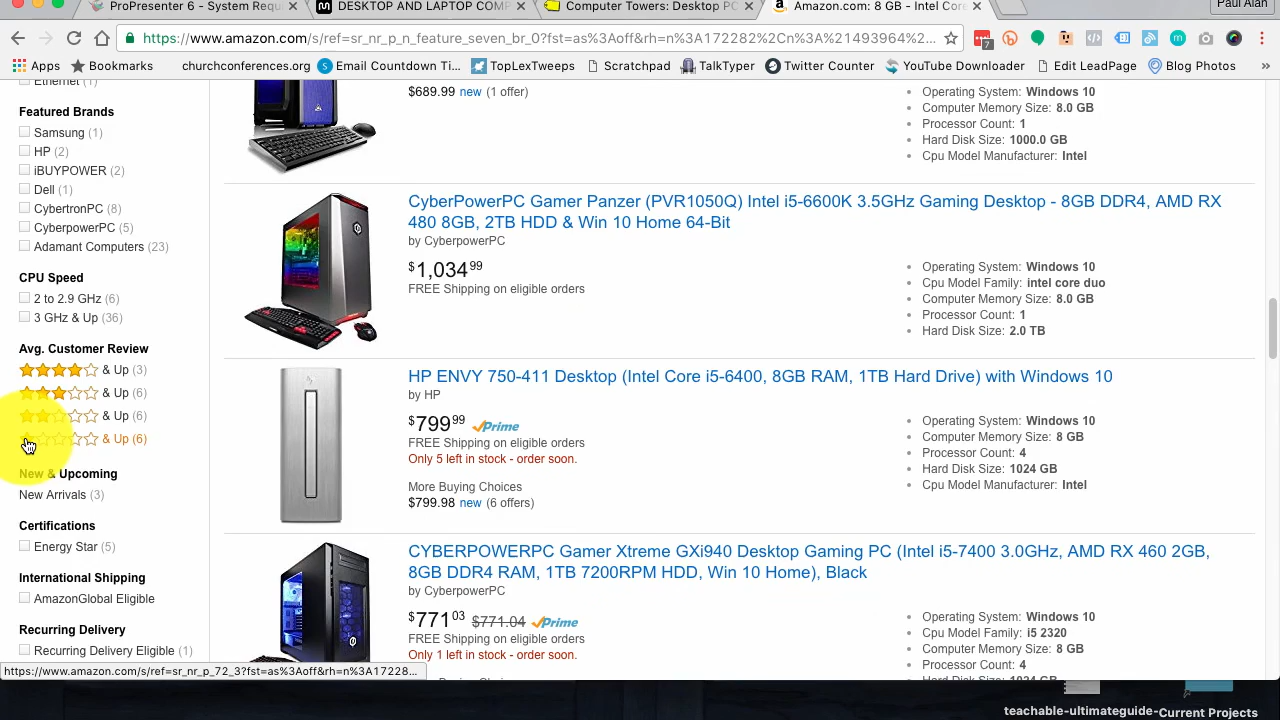 ProPresenter 6 - System Requ
DESKTOP AND LAPTOP COMP
Computer Towers: Desktop PC
Amazon.com: 8 GB - Intel Core
Paul Alan
https://www.amazon.com/s/ref=sr_nr_p_n_feature_seven_br_0?fst=as%3Aoff&rh=n%3A172282%2Cn%3A%21493964%2...
7
Apps
Bookmarks
churchconferences.org
Email Countdown Ti...
TopLexTweeps
Scratchpad
TalkTyper
Twitter Counter
YouTube Downloader
Edit LeadPage
Blog Photos
»
Ethernet (1)
Featured Brands
Samsung (1)
HP (2)
iBUYPOWER (2)
Dell (1)
CybertronPC (8)
CyberpowerPC (5)
Adamant Computers (23)
CPU Speed
2 to 2.9 GHz (6)
3 GHz & Up (36)
Avg. Customer Review
& Up (3)
& Up (6)
& Up (6)
& Up (6)
New & Upcoming
New Arrivals (3)
Certifications
Energy Star (5)
International Shipping
AmazonGlobal Eligible
Recurring Delivery
Recurring Delivery Eligible (1)
$689.99 new (1 offer)
Operating System: Windows 10
Computer Memory Size: 8.0 GB
Processor Count: 1
Hard Disk Size: 1000.0 GB
Cpu Model Manufacturer: Intel
CyberPowerPC Gamer Panzer (PVR1050Q) Intel i5-6600K 3.5GHz Gaming Desktop - 8GB DDR4, AMD RX
480 8GB, 2TB HDD & Win 10 Home 64-Bit
by CyberpowerPC
$1,034 99
FREE Shipping on eligible orders
Operating System: Windows 10
Cpu Model Family: intel core duo
Computer Memory Size: 8.0 GB
Processor Count: 1
Hard Disk Size: 2.0 TB
HP ENVY 750-411 Desktop (Intel Core i5-6400, 8GB RAM, 1TB Hard Drive) with Windows 10
by HP
$799 99 Prime
FREE Shipping on eligible orders
Only 5 left in stock - order soon.
More Buying Choices
$799.98 new (6 offers)
Operating System: Windows 10
Computer Memory Size: 8 GB
Processor Count: 4
Hard Disk Size: 1024 GB
Cpu Model Manufacturer: Intel
CYBERPOWERPC Gamer Xtreme GXi940 Desktop Gaming PC (Intel i5-7400 3.0GHz, AMD RX 460 2GB,
8GB DDR4 RAM, 1TB 7200RPM HDD, Win 10 Home), Black
by CyberpowerPC
$771 03 $771.04 Prime
FREE Shipping on eligible orders
Only 1 left in stock - order soon.
Operating System: Windows 10
Cpu Model Family: i5 2320
Computer Memory Size: 8 GB
Processor Count: 4
Hard Disk Size: 1024 GB
https://www.amazon.com/s/ref=sr_nr_p_72_3?fst=as%3Aoff&rh=n%3A17228...
teachable-ultimateguide-
Current Projects